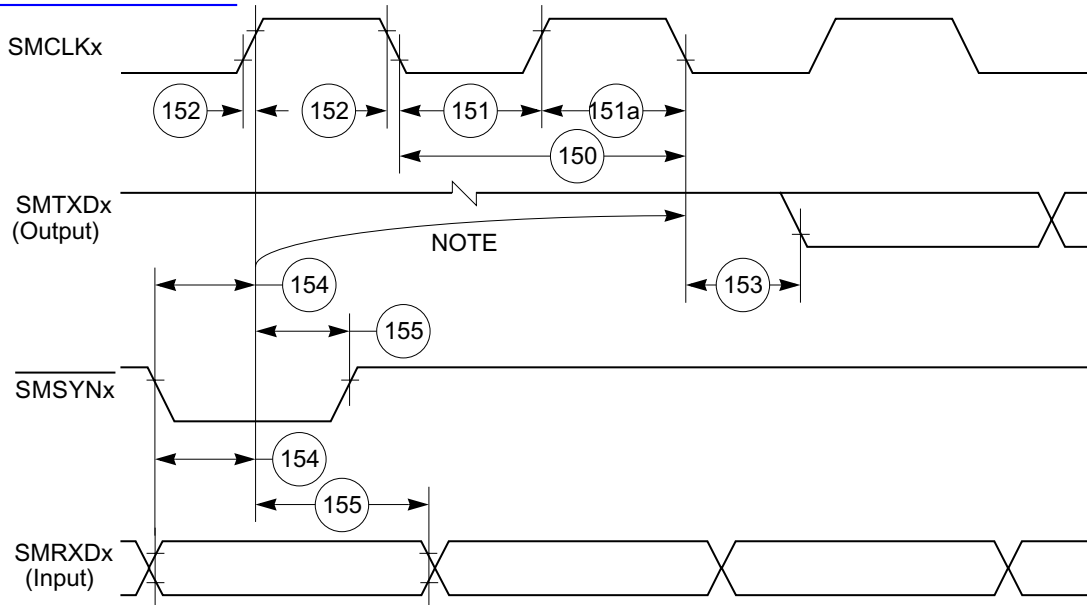 SMCLKx
152
152
151
151a
150
SMTXDx
(Output)
NOTE
154
153
155
SMSYNx
154
155
SMRXDx
(Input)